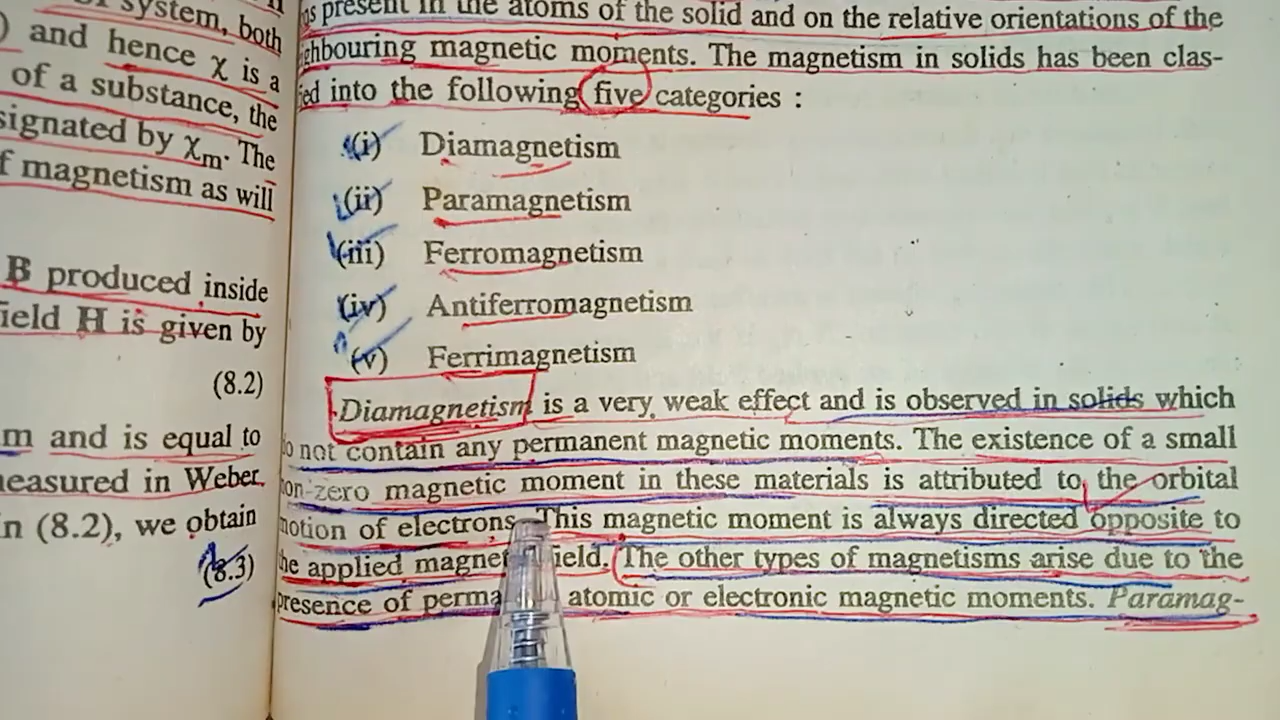 system, both
) and hence χ is a
of a substance, the
signated by χm. The
f magnetism as will
B produced inside
ield H is given by
(8.2)
m and is equal to
easured in Weber.
n (8.2), we obtain
(8.3)
gs present in the atoms of the solid and on the relative orientations of the
ghbouring magnetic moments. The magnetism in solids has been clas-
ied into the following five categories :
(i) Diamagnetism
(ii) Paramagnetism
(iii) Ferromagnetism
(iv) Antiferromagnetism
(v) Ferrimagnetism
Diamagnetism is a very weak effect and is observed in solids which
o not contain any permanent magnetic moments. The existence of a small
on-zero magnetic moment in these materials is attributed to the orbital
otion of electrons. This magnetic moment is always directed opposite to
he applied magnet field. The other types of magnetisms arise due to the
presence of perma atomic or electronic magnetic moments. Paramag-